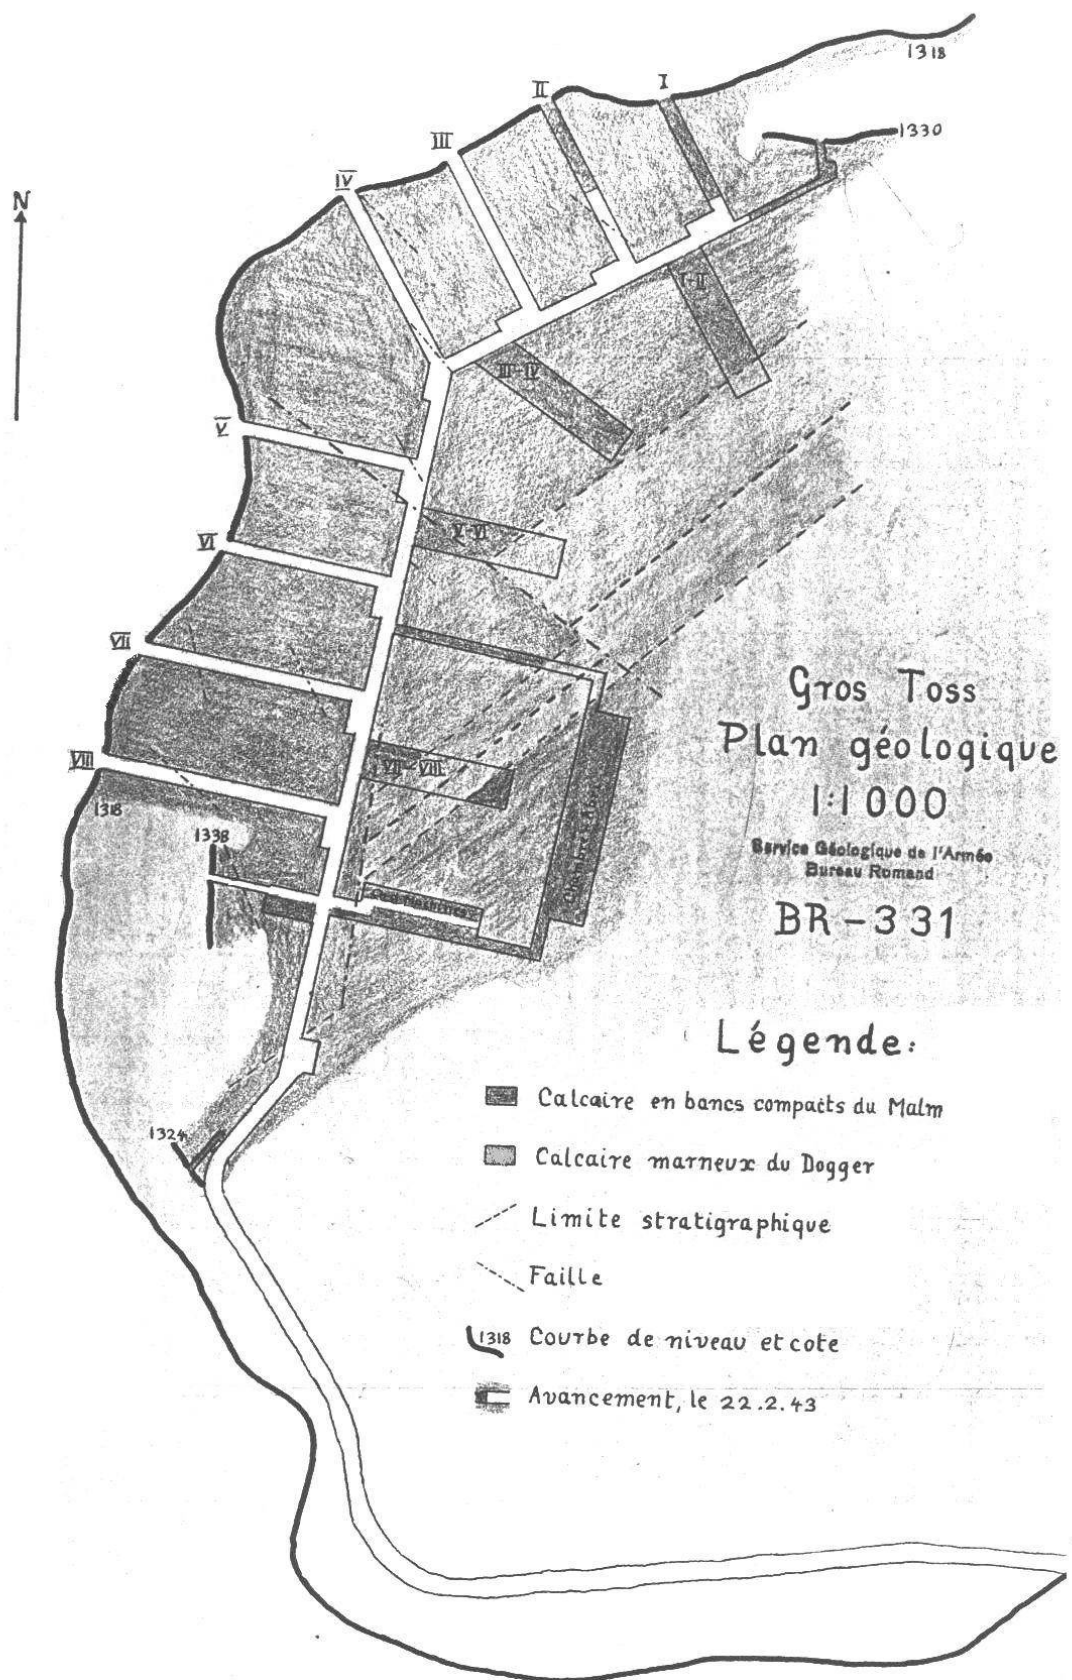 1318
I
II
1330
III
IV
N
I-II
III-IV
V
V-VI
VI
VII
Gros Toss
Plan géologique
1:1000
Service Géologique de l'Armée
Bureau Romand
BR-331
VII-VIII
VIII
1318
1338
Légende:
Calcaire en bancs compacts du Malm
1324
Calcaire marneux du Dogger
Limite stratigraphique
Faille
1318 Courbe de niveau et cote
Avancement, le 22.2.43